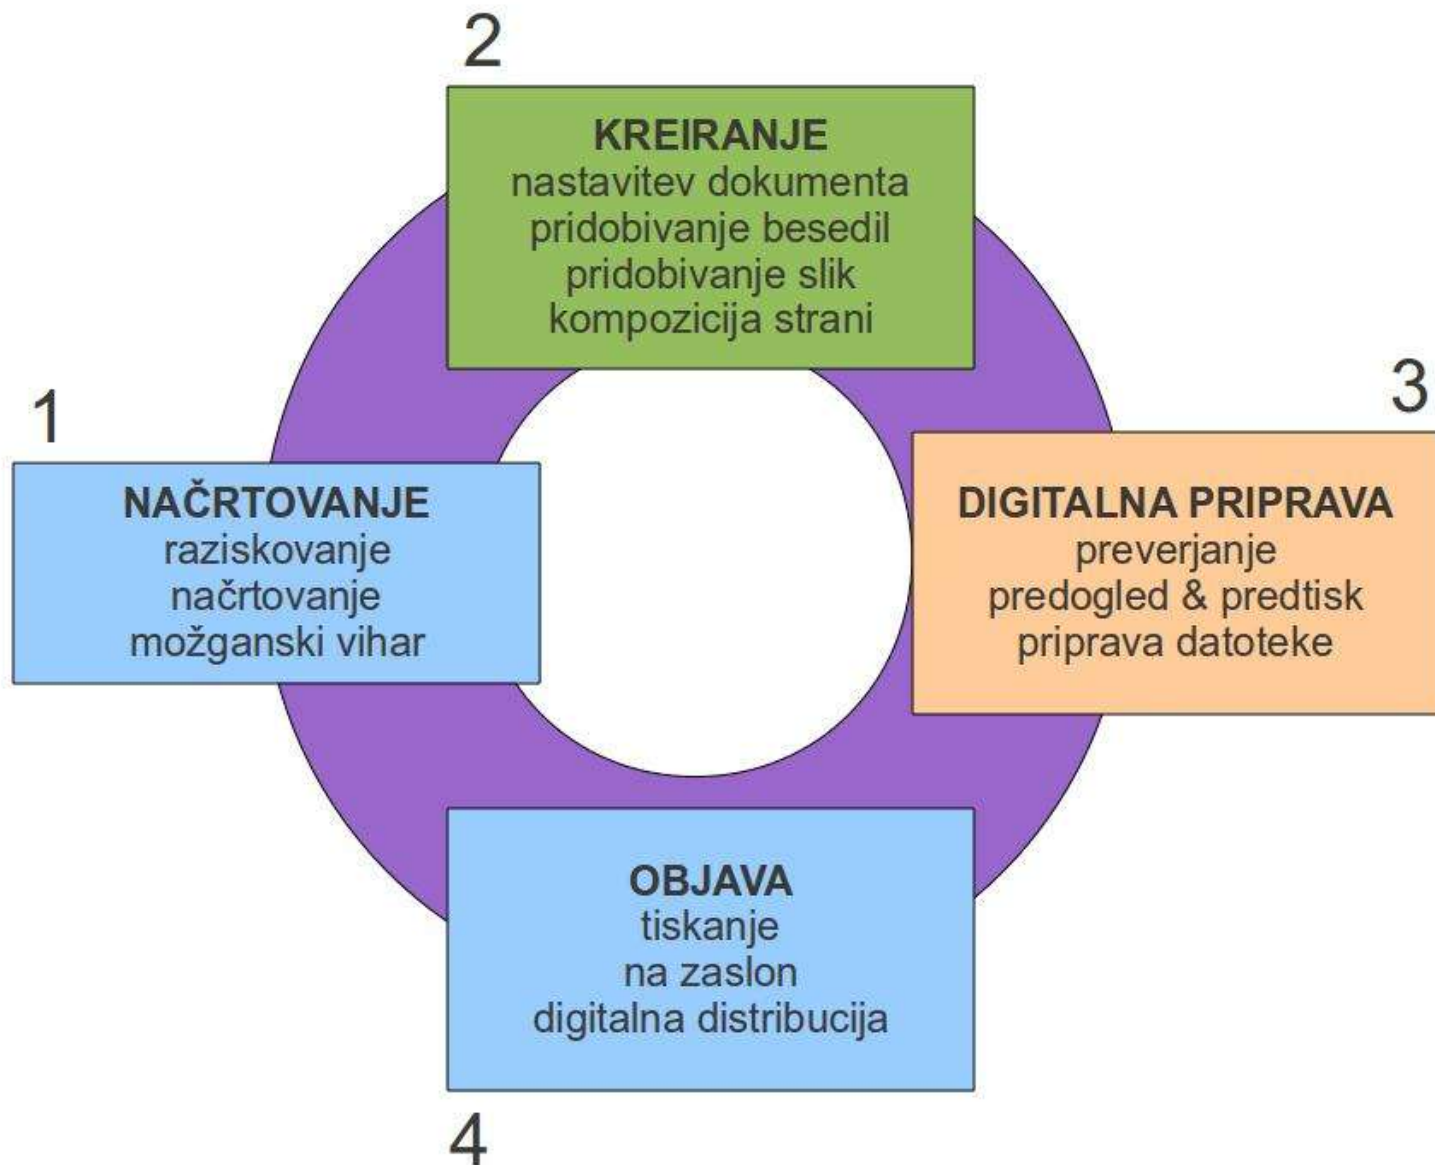 2
KREIRANJE
nastavitev dokumenta
pridobivanje besedil
pridobivanje slik
kompozicija strani
1
NAČRTOVANJE
raziskovanje
načrtovanje
možganski vihar
3
DIGITALNA PRIPRAVA
preverjanje
predogled & predtisk
priprava datoteke
OBJAVA
tiskanje
na zaslon
digitalna distribucija
4